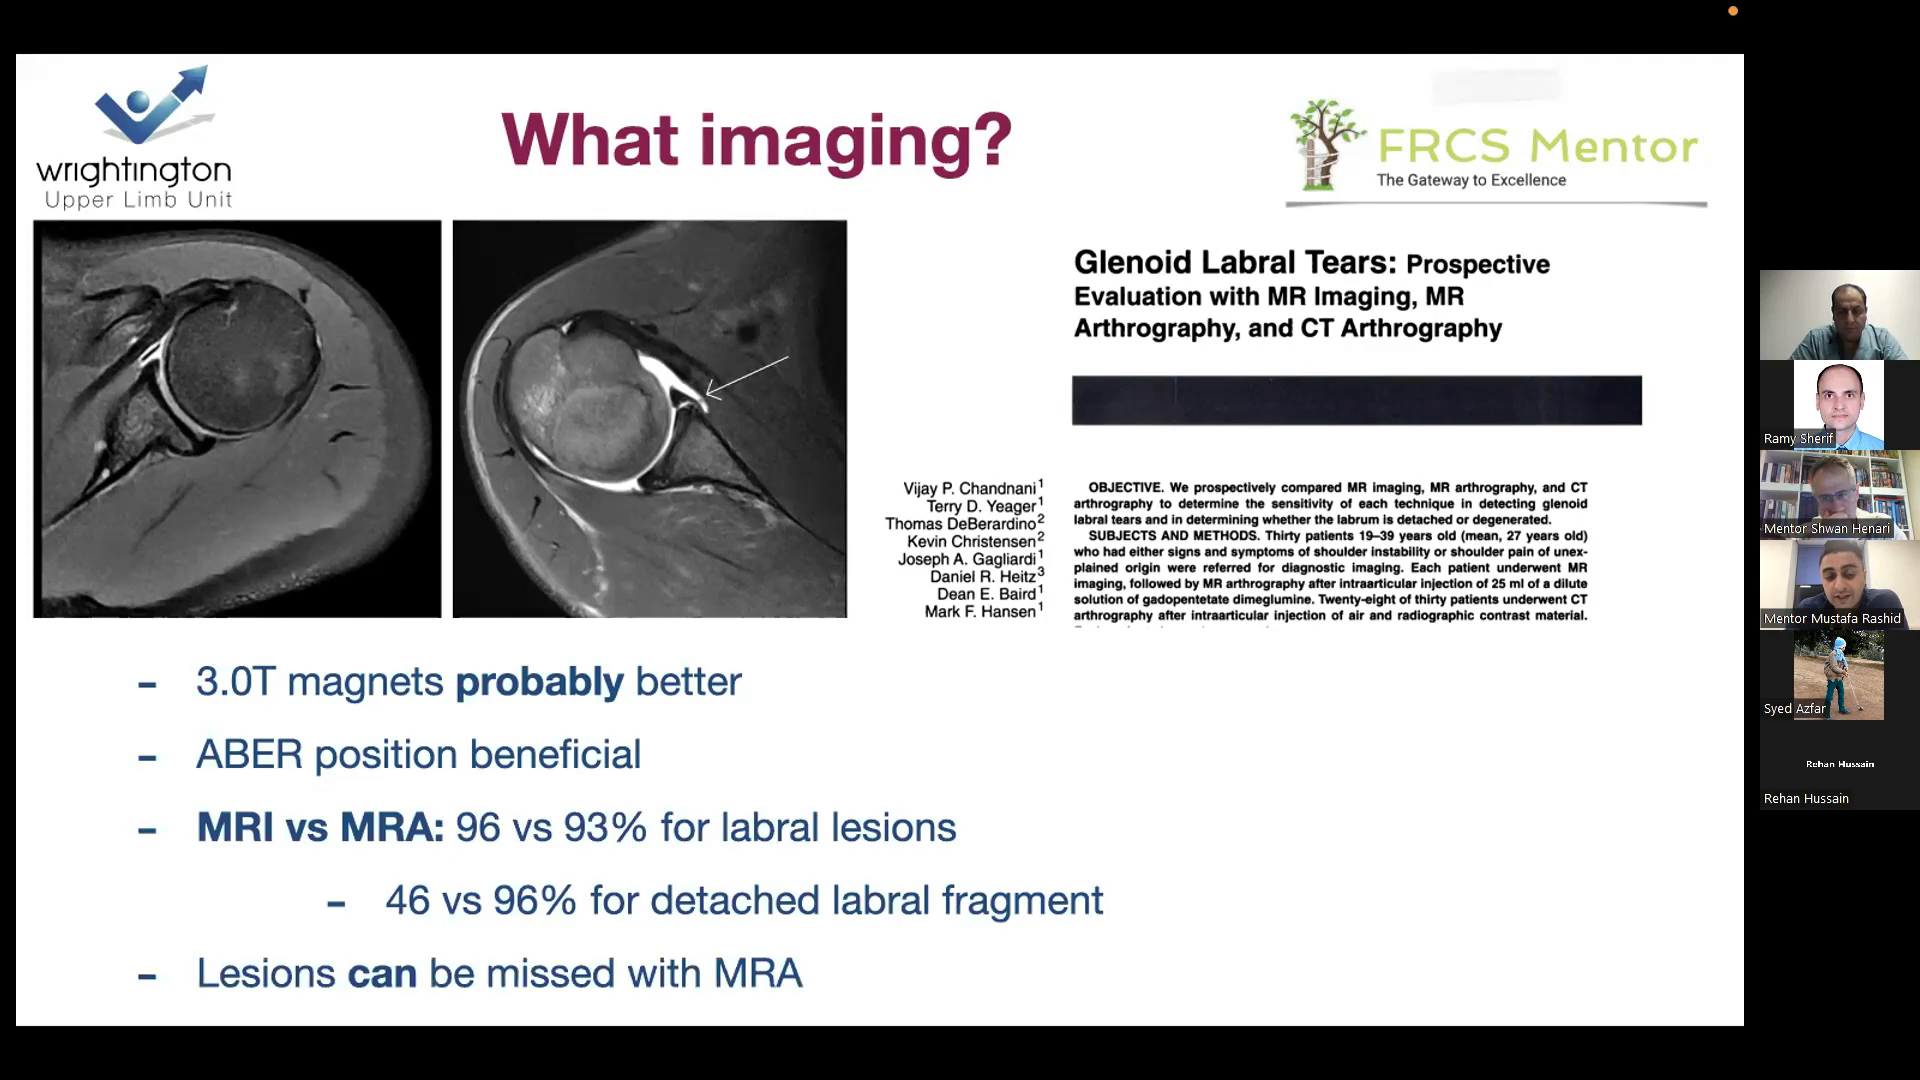 wrightington
Upper Limb Unit
What imaging?
FRCS Mentor
The Gateway to Excellence
Glenoid Labral Tears: Prospective
Evaluation with MR Imaging, MR
Arthrography, and CT Arthrography
Vijay P. Chandnani1
Terry D. Yeager1
Thomas DeBerardino2
Kevin Christensen2
Joseph A. Gagliardi1
Daniel R. Heitz3
Dean E. Baird1
Mark F. Hansen1
OBJECTIVE. We prospectively compared MR imaging, MR arthrography, and CT
arthrography to determine the sensitivity of each technique in detecting glenoid
labral tears and in determining whether the labrum is detached or degenerated.
SUBJECTS AND METHODS. Thirty patients 19–39 years old (mean, 27 years old)
who had either signs and symptoms of shoulder instability or shoulder pain of unex-
plained origin were referred for diagnostic imaging. Each patient underwent MR
imaging, followed by MR arthrography after intraarticular injection of 25 ml of a dilute
solution of gadopentetate dimeglumine. Twenty-eight of thirty patients underwent CT
arthrography after intraarticular injection of air and radiographic contrast material.
- 3.0T magnets probably better
- ABER position beneficial
- MRI vs MRA: 96 vs 93% for labral lesions
- 46 vs 96% for detached labral fragment
- Lesions can be missed with MRA
Ramy Sherif
Mentor Shwan Henari
Mentor Mustafa Rashid
Syed Azfar
Rehan Hussain
Rehan Hussain